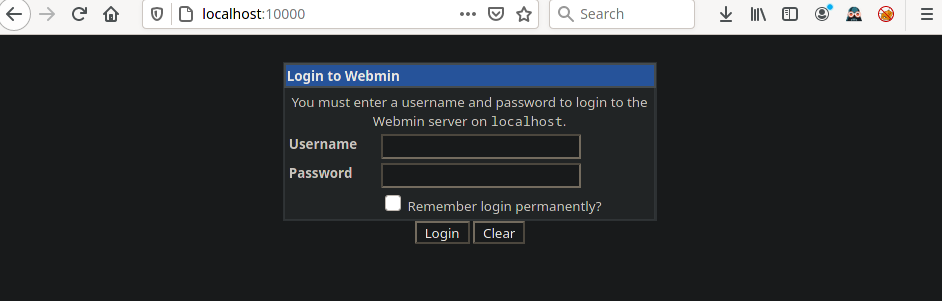 localhost:10000
Search
Login to Webmin
You must enter a username and password to login to the
Webmin server on localhost.
Username
Password
Remember login permanently?
Login Clear